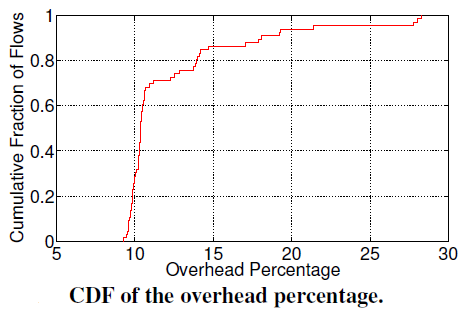 Cumulative Fraction of Flows
1
0.8
0.6
0.4
0.2
0
5 10 15 20 25 30
Overhead Percentage
CDF of the overhead percentage.